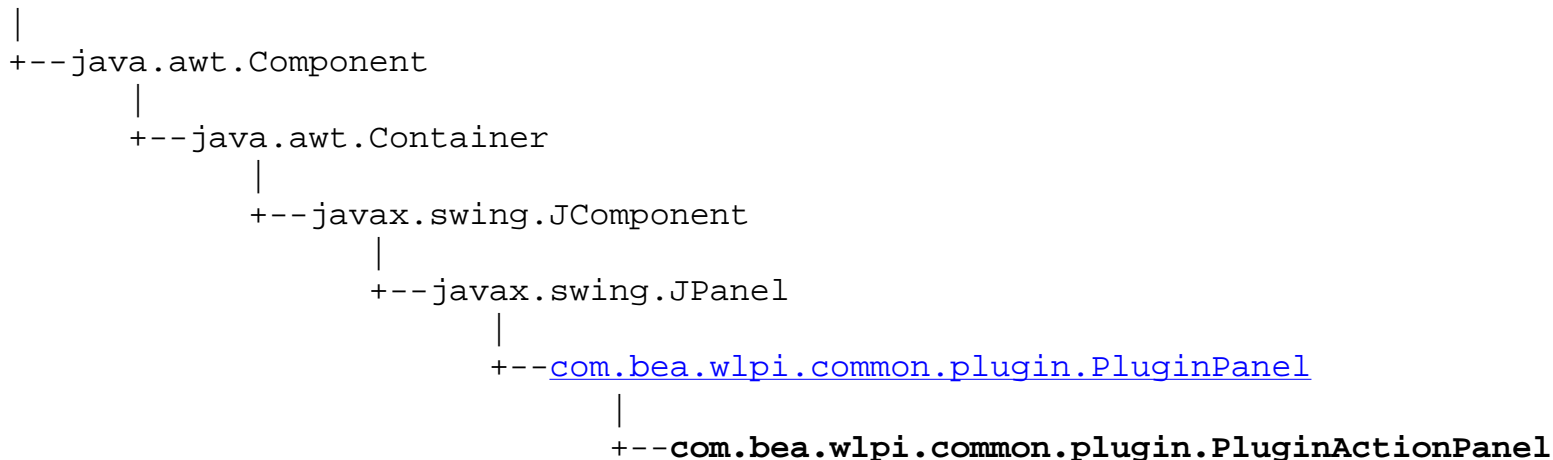 |
+--java.awt.Component
      |
      +--java.awt.Container
            |
            +--javax.swing.JComponent
                  |
                  +--javax.swing.JPanel
                        |
                        +--com.bea.wlpi.common.plugin.PluginPanel
                              |
                              +--com.bea.wlpi.common.plugin.PluginActionPanel